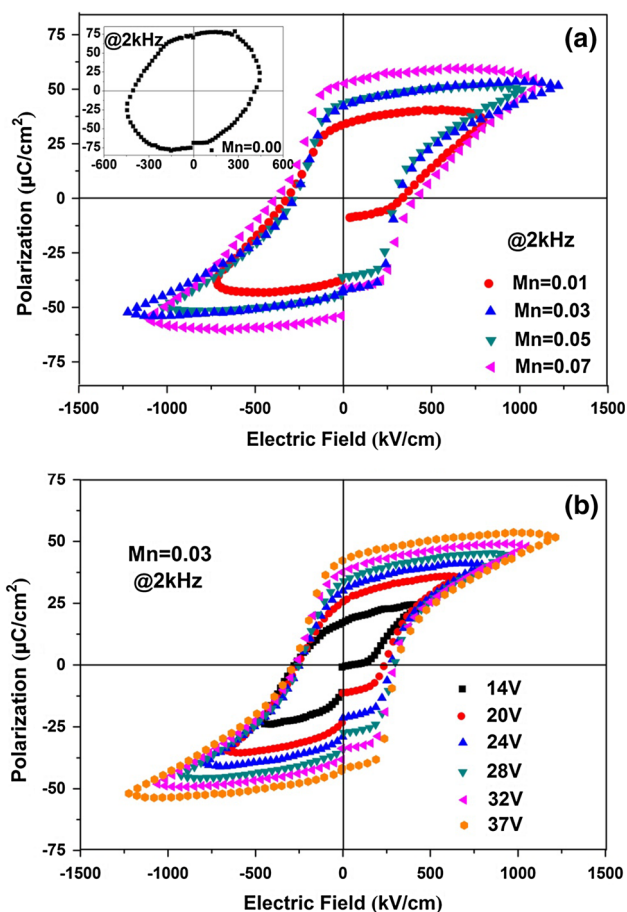 (a)
@2kHz
75
50
25
0
-25
-50
-75
-600 -300 0 300 600
Mn=0.00
Polarization (µC/cm²)
75
50
25
0
-25
-50
-75
@2kHz
Mn=0.01
Mn=0.03
Mn=0.05
Mn=0.07
-1500 -1000 -500 0 500 1000 1500
Electric Field (kV/cm)
(b)
Mn=0.03
@2kHz
Polarization (µC/cm²)
75
50
25
0
-25
-50
-75
14V
20V
24V
28V
32V
37V
-1500 -1000 -500 0 500 1000 1500
Electric Field (kV/cm)